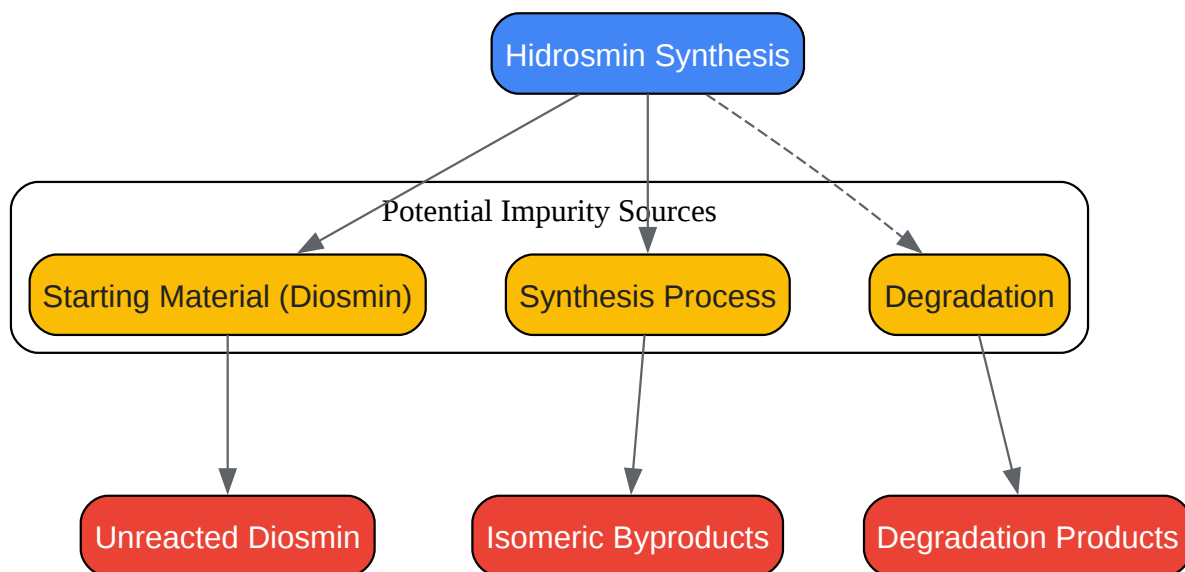 Hidrosmin Synthesis
Potential Impurity Sources
Starting Material (Diosmin)
Synthesis Process
Degradation
Unreacted Diosmin
Isomeric Byproducts
Degradation Products